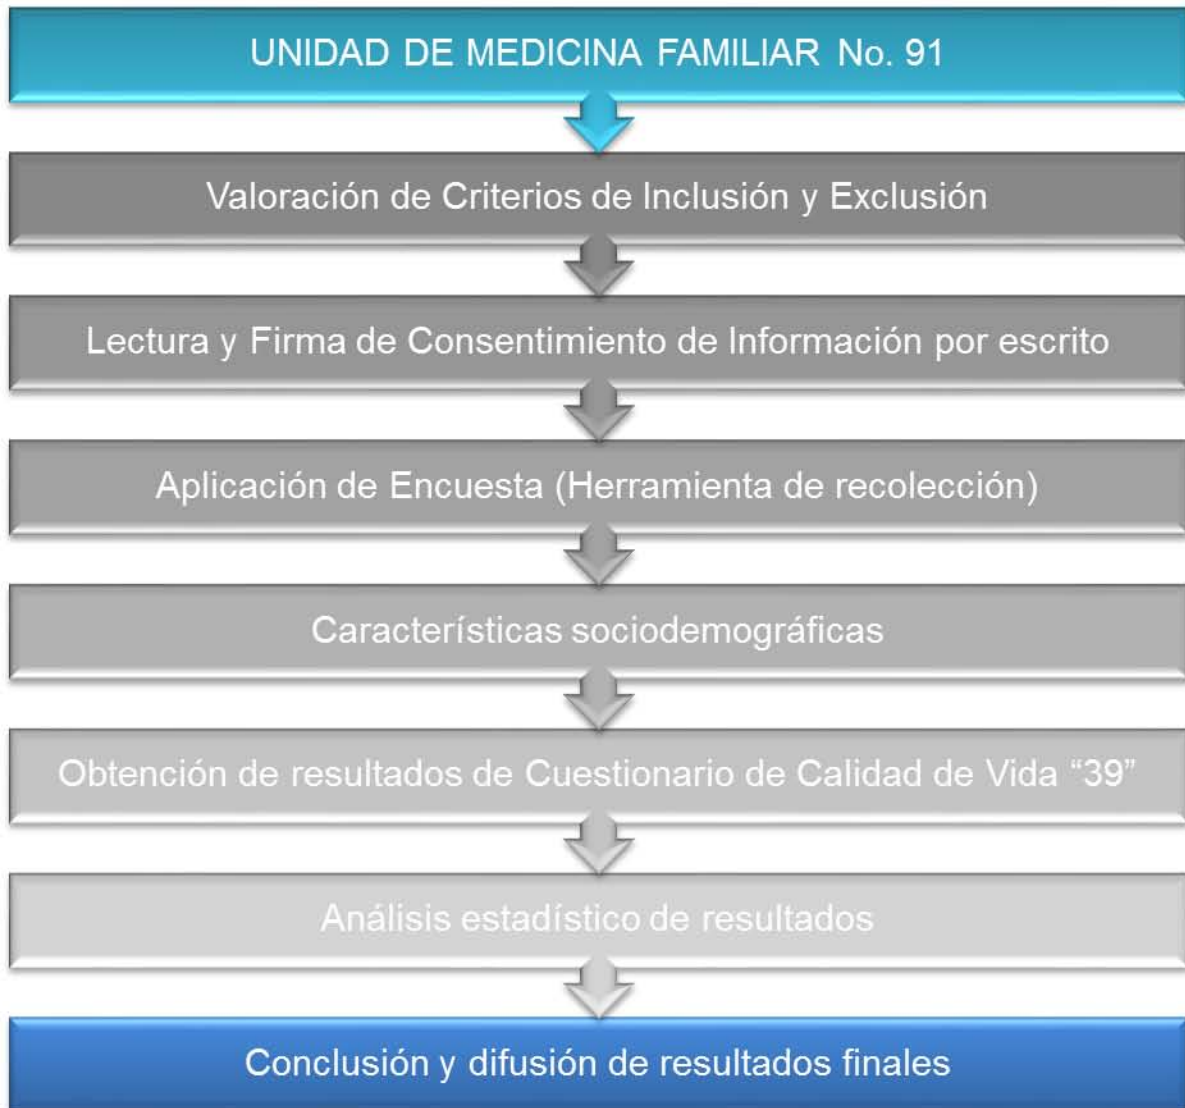 UNIDAD DE MEDICINA FAMILIAR No. 91
Valoración de Criterios de Inclusión y Exclusión
Lectura y Firma de Consentimiento de Información por escrito
Aplicación de Encuesta (Herramienta de recolección)
Características sociodemográficas
Obtención de resultados de Cuestionario de Calidad de Vida “39”
Análisis estadístico de resultados
Conclusión y difusión de resultados finales